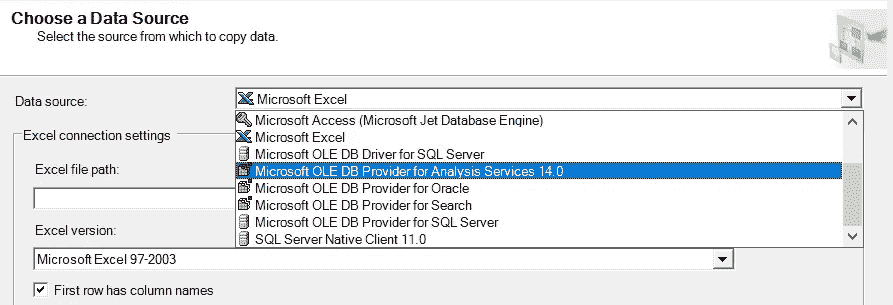 Choose a Data Source
Select the source from which to copy data.
Data source:
Microsoft Excel
Microsoft Access (Microsoft Jet Database Engine)
Excel connection settings
Microsoft Excel
Microsoft OLE DB Driver for SQL Server
Excel file path:
Microsoft OLE DB Provider for Analysis Services 14.0
Microsoft OLE DB Provider for Oracle
Microsoft OLE DB Provider for Search
Microsoft OLE DB Provider for SQL Server
Excel version:
SQL Server Native Client 11.0
Microsoft Excel 97-2003
First row has column names